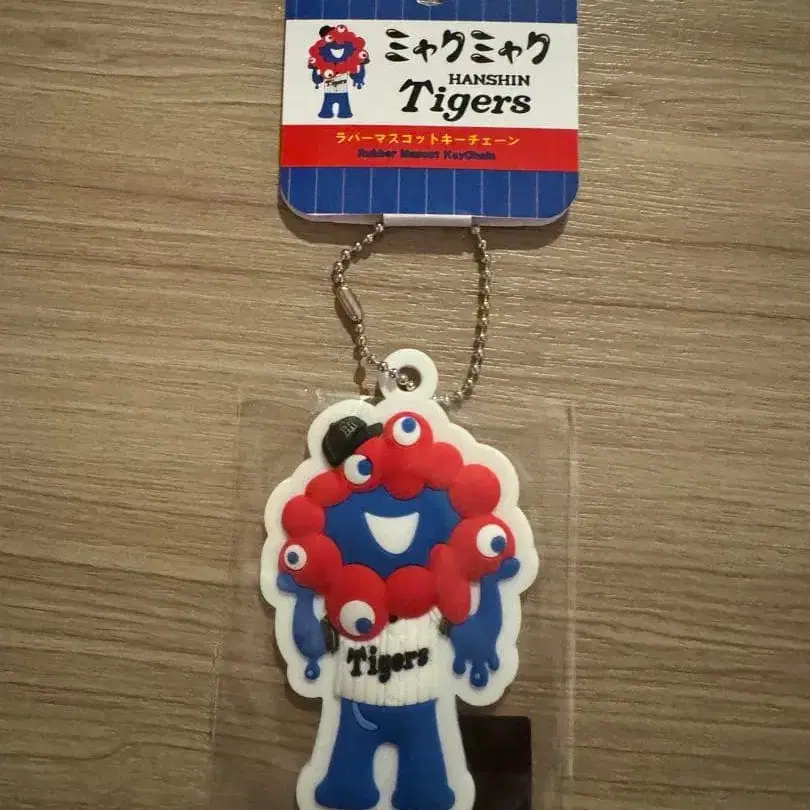 ミャクミャク
HANSHIN
Tigers
Tigers
ラバーマスコットキーチェーン
Rubber Mascot KeyChain
Tigers